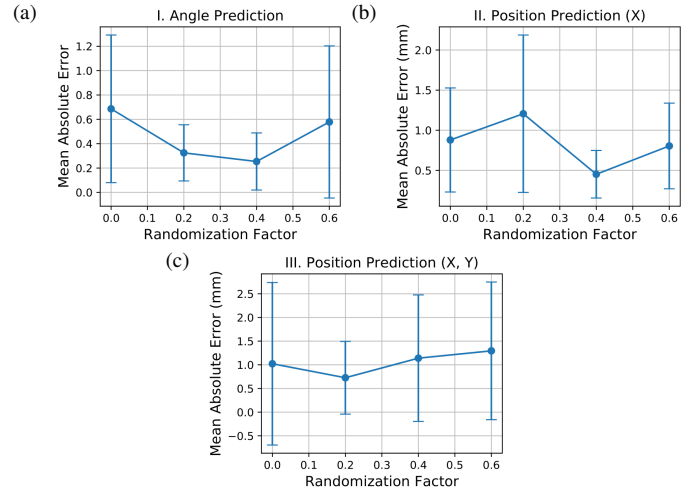 (a)
I. Angle Prediction
Mean Absolute Error
1.2
1.0
0.8
0.6
0.4
0.2
0.0
0.0 0.1 0.2 0.3 0.4 0.5 0.6
Randomization Factor
(b)
II. Position Prediction (X)
Mean Absolute Error (mm)
2.0
1.5
1.0
0.5
0.0 0.1 0.2 0.3 0.4 0.5 0.6
Randomization Factor
(c)
III. Position Prediction (X, Y)
Mean Absolute Error (mm)
2.5
2.0
1.5
1.0
0.5
0.0
−0.5
0.0 0.1 0.2 0.3 0.4 0.5 0.6
Randomization Factor